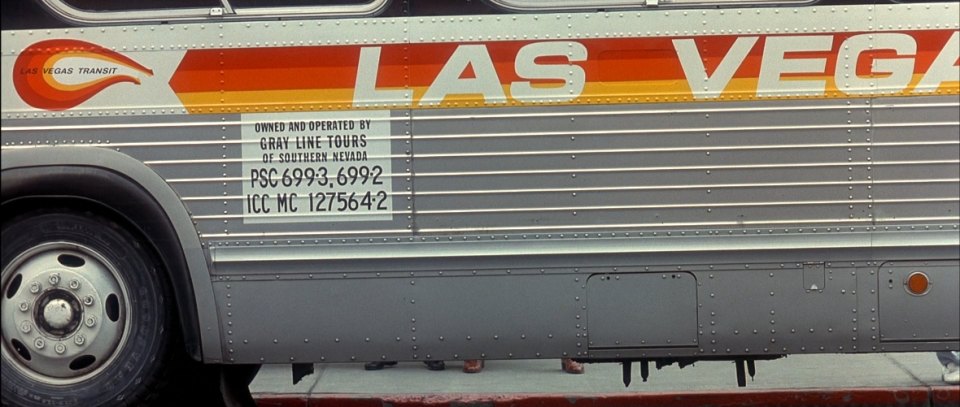 LAS VEGAS TRANSIT
LAS VEGA
OWNED AND OPERATED BY
GRAY LINE TOURS
OF SOUTHERN NEVADA
PSC 699-3, 699-2
ICC MC 127564-2